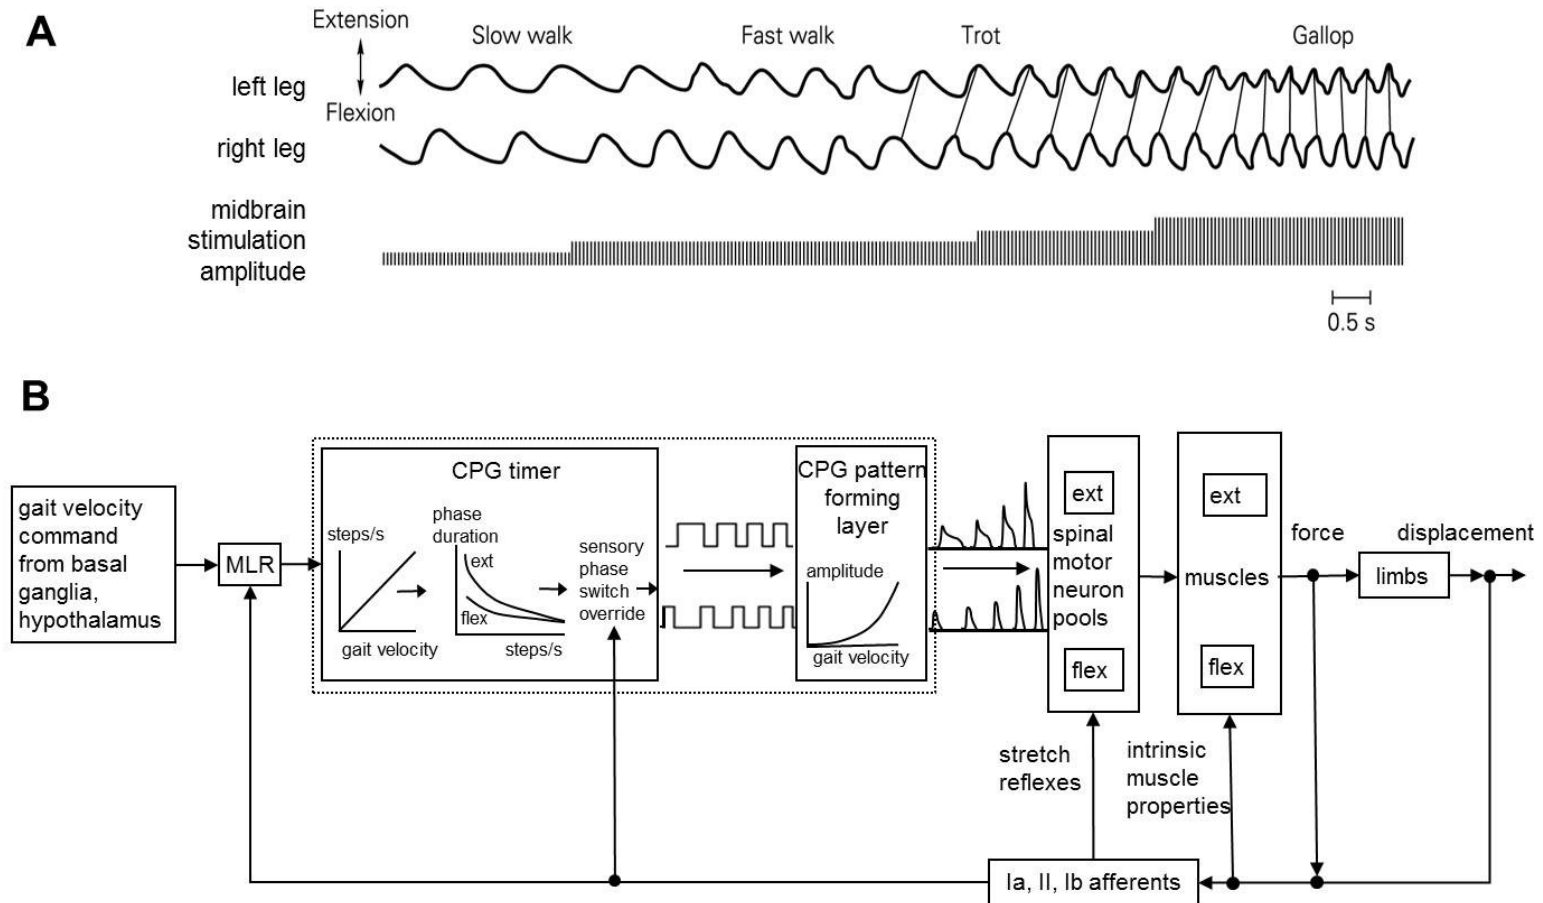 A
Extension
Slow walk
Fast walk
Trot
Gallop
left leg
Flexion
right leg
midbrain
stimulation
amplitude
0.5 s
B
gait velocity
command
from basal
ganglia,
hypothalamus
MLR
CPG timer
steps/s
gait velocity
phase
duration
ext
flex
steps/s
sensory
phase
switch
override
CPG pattern
forming
layer
amplitude
gait velocity
ext
spinal
motor
neuron
pools
flex
ext
muscles
flex
force
displacement
limbs
stretch
reflexes
intrinsic
muscle
properties
Ia, II, Ib afferents